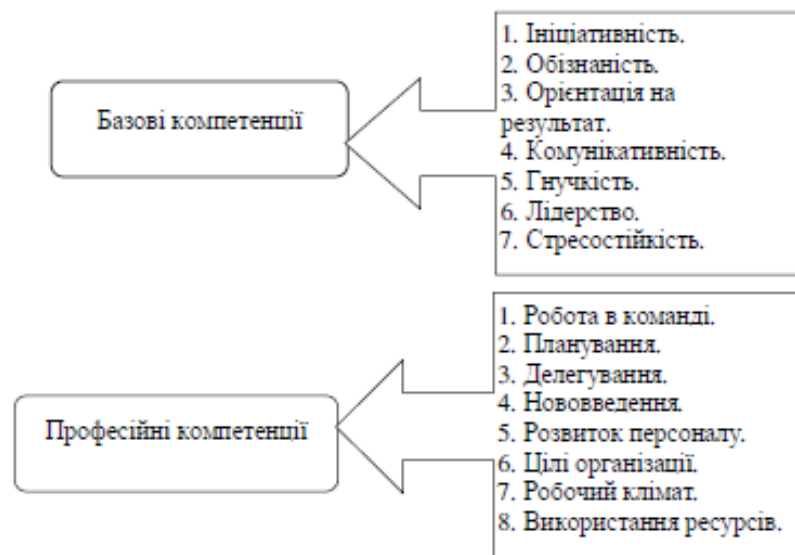 Базові компетенції
1. Ініціативність.
2. Обізнаність.
3. Орієнтація на
результат.
4. Комунікативність.
5. Гнучкість.
6. Лідерство.
7. Стресостійкість.
Професійні компетенції
1. Робота в команді.
2. Планування.
3. Делегування.
4. Нововведення.
5. Розвиток персоналу.
6. Цілі організації.
7. Робочий клімат.
8. Використання ресурсів.